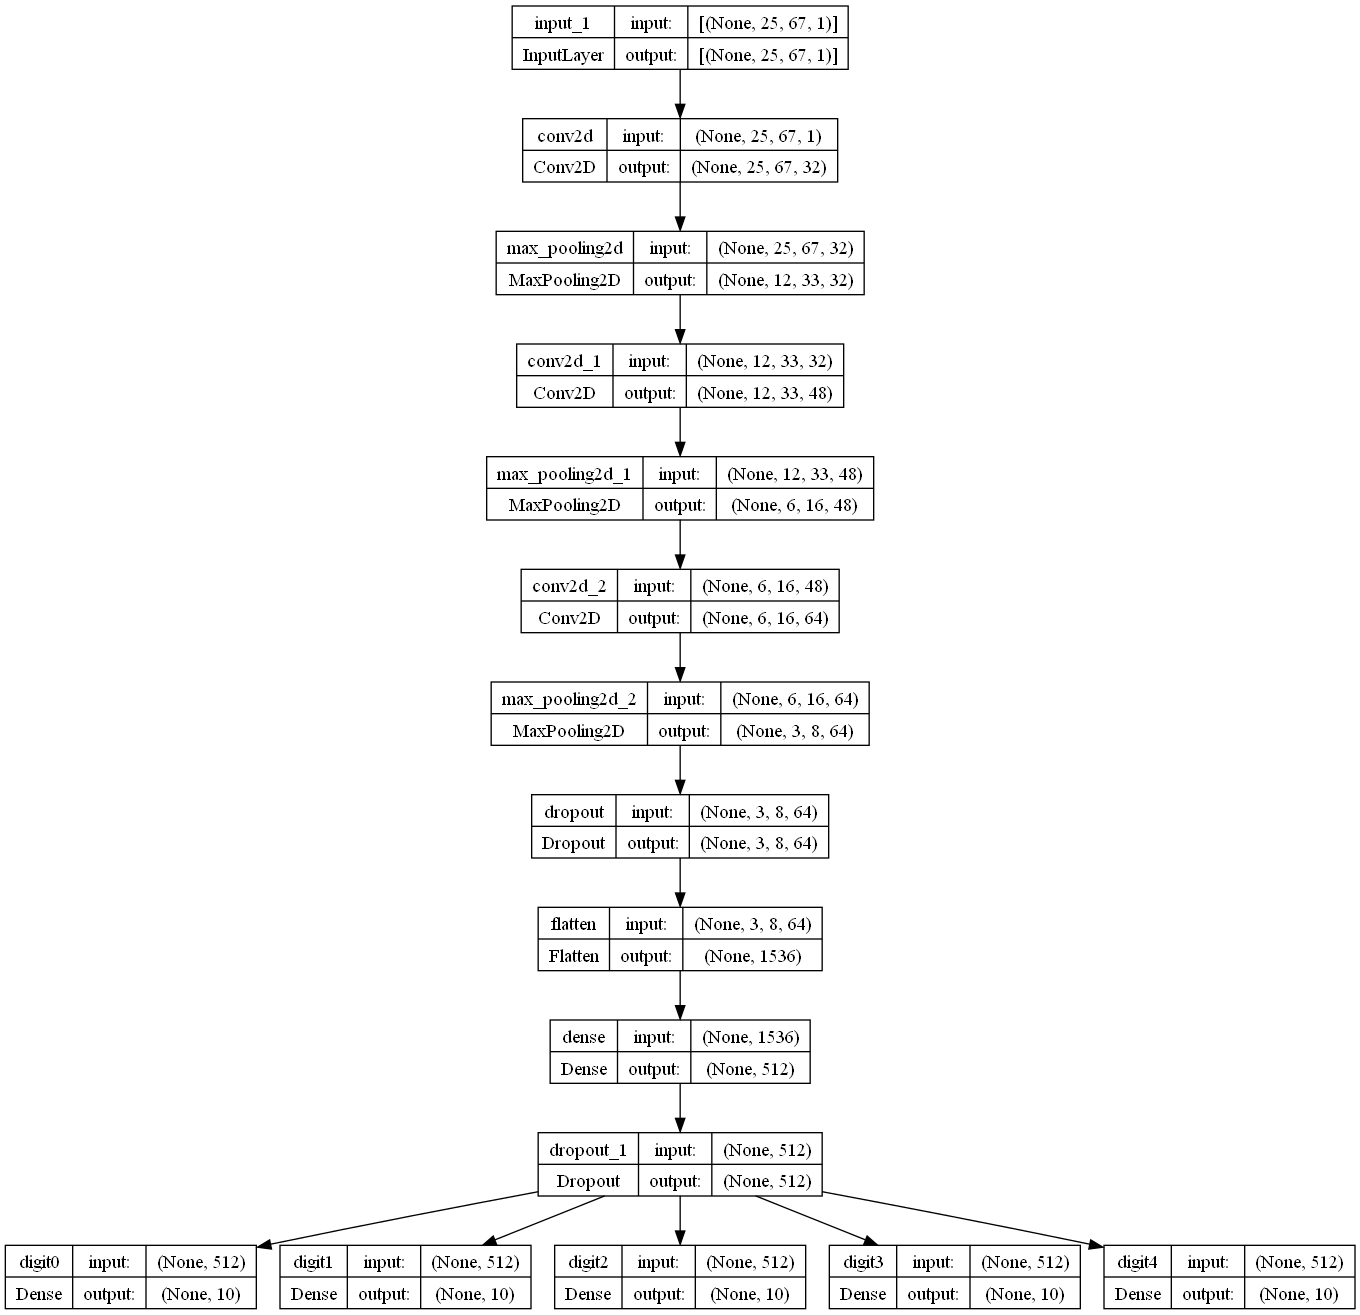 input_1 input: [(None, 25, 67, 1)]
InputLayer output: [(None, 25, 67, 1)]
conv2d input: (None, 25, 67, 1)
Conv2D output: (None, 25, 67, 32)
max_pooling2d input: (None, 25, 67, 32)
MaxPooling2D output: (None, 12, 33, 32)
conv2d_1 input: (None, 12, 33, 32)
Conv2D output: (None, 12, 33, 48)
max_pooling2d_1 input: (None, 12, 33, 48)
MaxPooling2D output: (None, 6, 16, 48)
conv2d_2 input: (None, 6, 16, 48)
Conv2D output: (None, 6, 16, 64)
max_pooling2d_2 input: (None, 6, 16, 64)
MaxPooling2D output: (None, 3, 8, 64)
dropout input: (None, 3, 8, 64)
Dropout output: (None, 3, 8, 64)
flatten input: (None, 3, 8, 64)
Flatten output: (None, 1536)
dense input: (None, 1536)
Dense output: (None, 512)
dropout_1 input: (None, 512)
Dropout output: (None, 512)
digit0 input: (None, 512)
Dense output: (None, 10)
digit1 input: (None, 512)
Dense output: (None, 10)
digit2 input: (None, 512)
Dense output: (None, 10)
digit3 input: (None, 512)
Dense output: (None, 10)
digit4 input: (None, 512)
Dense output: (None, 10)